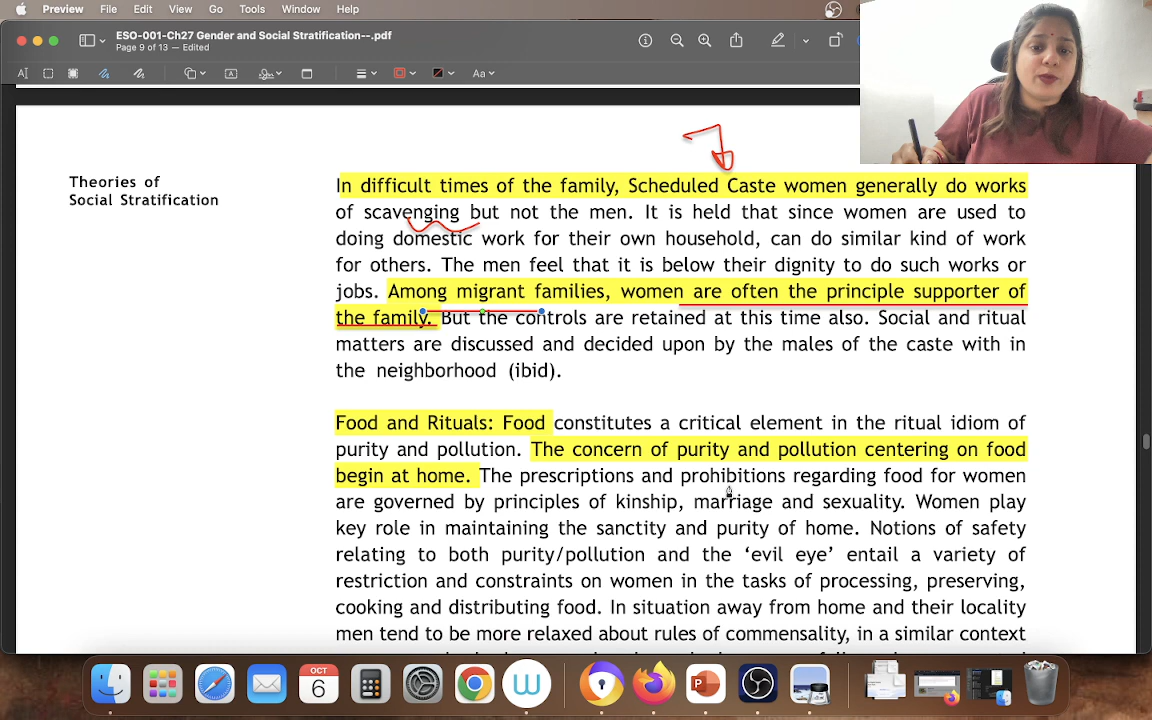 Preview File Edit View Go Tools Window Help
ESO-001-Ch27 Gender and Social Stratification--.pdf
Page 9 of 13 — Edited
Aa
Theories of
Social Stratification
In difficult times of the family, Scheduled Caste women generally do works
of scavenging but not the men. It is held that since women are used to
doing domestic work for their own household, can do similar kind of work
for others. The men feel that it is below their dignity to do such works or
jobs. Among migrant families, women are often the principle supporter of
the family. But the controls are retained at this time also. Social and ritual
matters are discussed and decided upon by the males of the caste with in
the neighborhood (ibid).
Food and Rituals: Food constitutes a critical element in the ritual idiom of
purity and pollution. The concern of purity and pollution centering on food
begin at home. The prescriptions and prohibitions regarding food for women
are governed by principles of kinship, marriage and sexuality. Women play
key role in maintaining the sanctity and purity of home. Notions of safety
relating to both purity/pollution and the ‘evil eye’ entail a variety of
restriction and constraints on women in the tasks of processing, preserving,
cooking and distributing food. In situation away from home and their locality
men tend to be more relaxed about rules of commensality, in a similar context
OCT
6
W
P